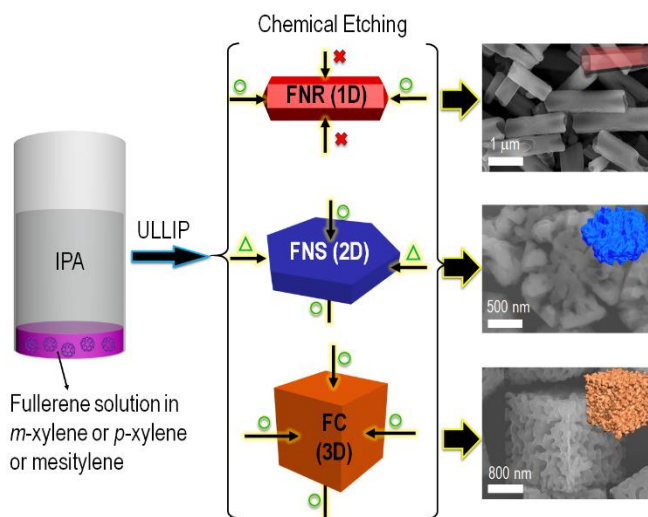 Chemical Etching
FNR (1D)
1 μm
ULLIP
IPA
FNS (2D)
500 nm
Fullerene solution in
m-xylene or p-xylene
or mesitylene
FC
(3D)
800 nm